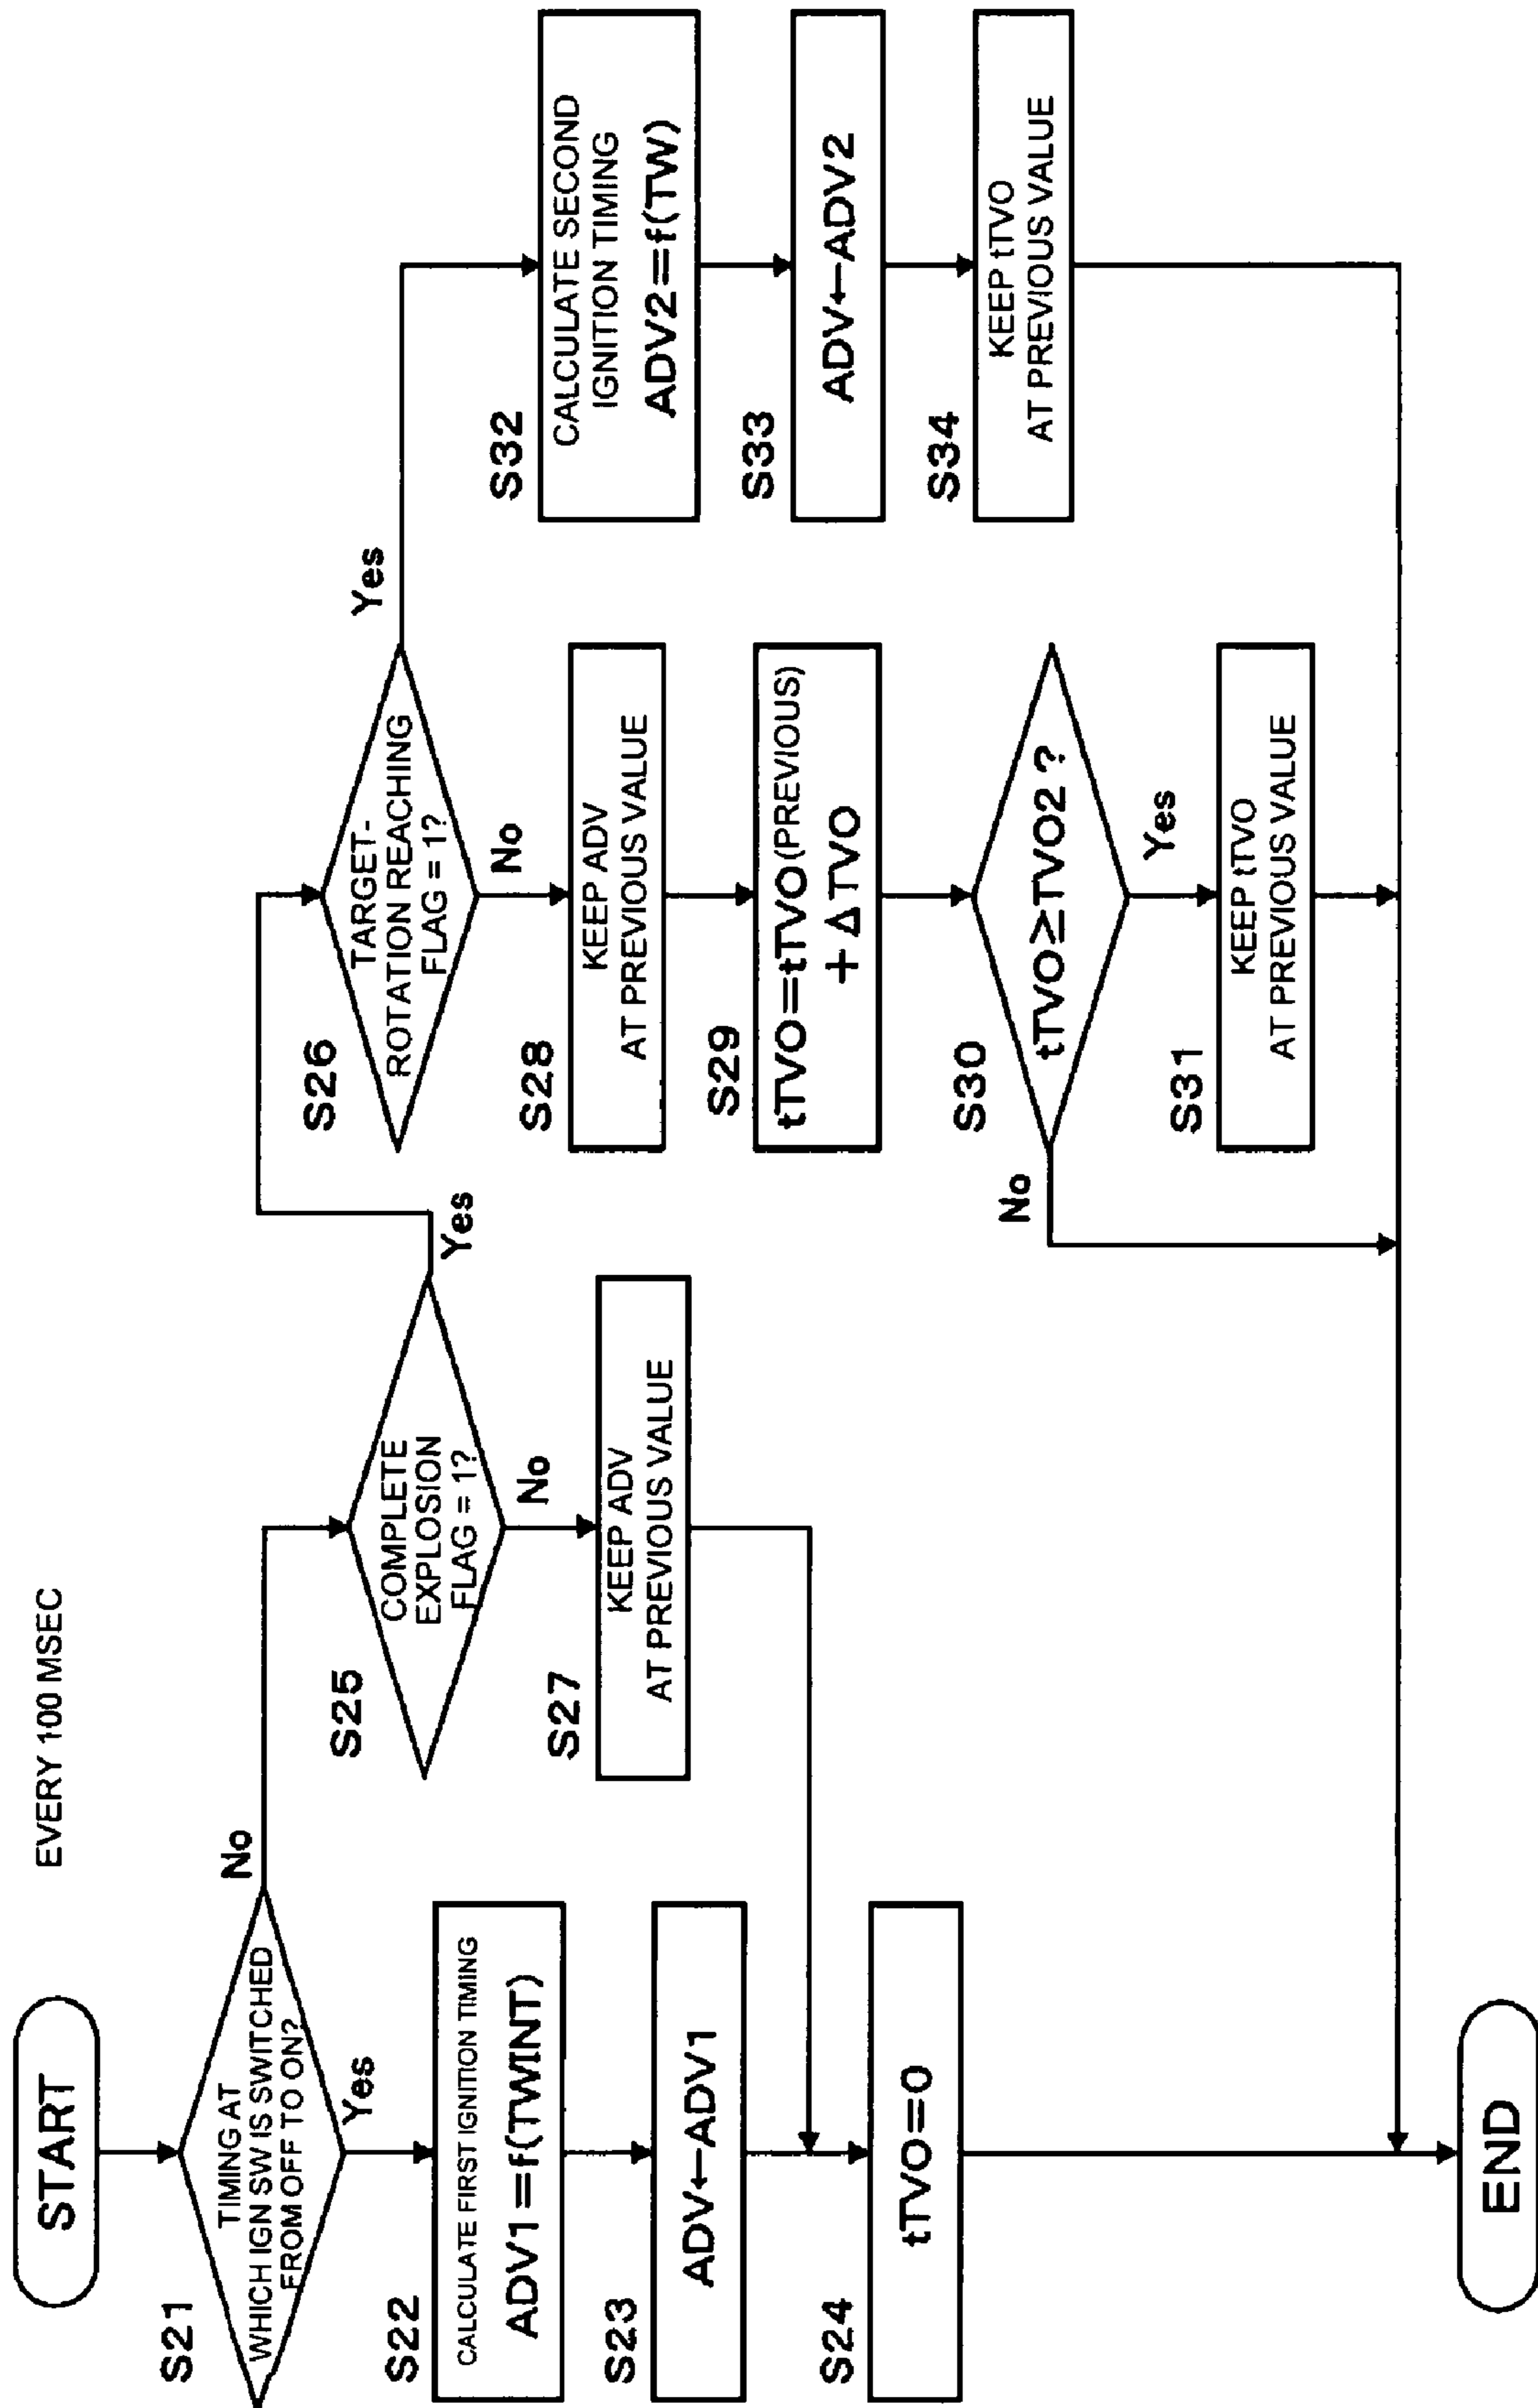 EVERY 100 MSEC
START
S21
TIMING AT
WHICH IGN SW IS SWITCHED
FROM OFF TO ON?
No
Yes
S22
CALCULATE FIRST IGNITION TIMING
ADV1=f(TWINT)
S23
ADV←ADV1
S24
tTVO=0
S25
COMPLETE
EXPLOSION
FLAG = 1?
Yes
No
S27
KEEP ADV
AT PREVIOUS VALUE
S26
TARGET-
ROTATION REACHING
FLAG = 1?
Yes
No
S28
KEEP ADV
AT PREVIOUS VALUE
S29
tTVO=tTVO(PREVIOUS)
+ΔTVO
S30
tTVO≥TVO2?
No
Yes
S31
KEEP tTVO
AT PREVIOUS VALUE
S32
CALCULATE SECOND
IGNITION TIMING
ADV2=f(TW)
S33
ADV←ADV2
S34
KEEP tTVO
AT PREVIOUS VALUE
END